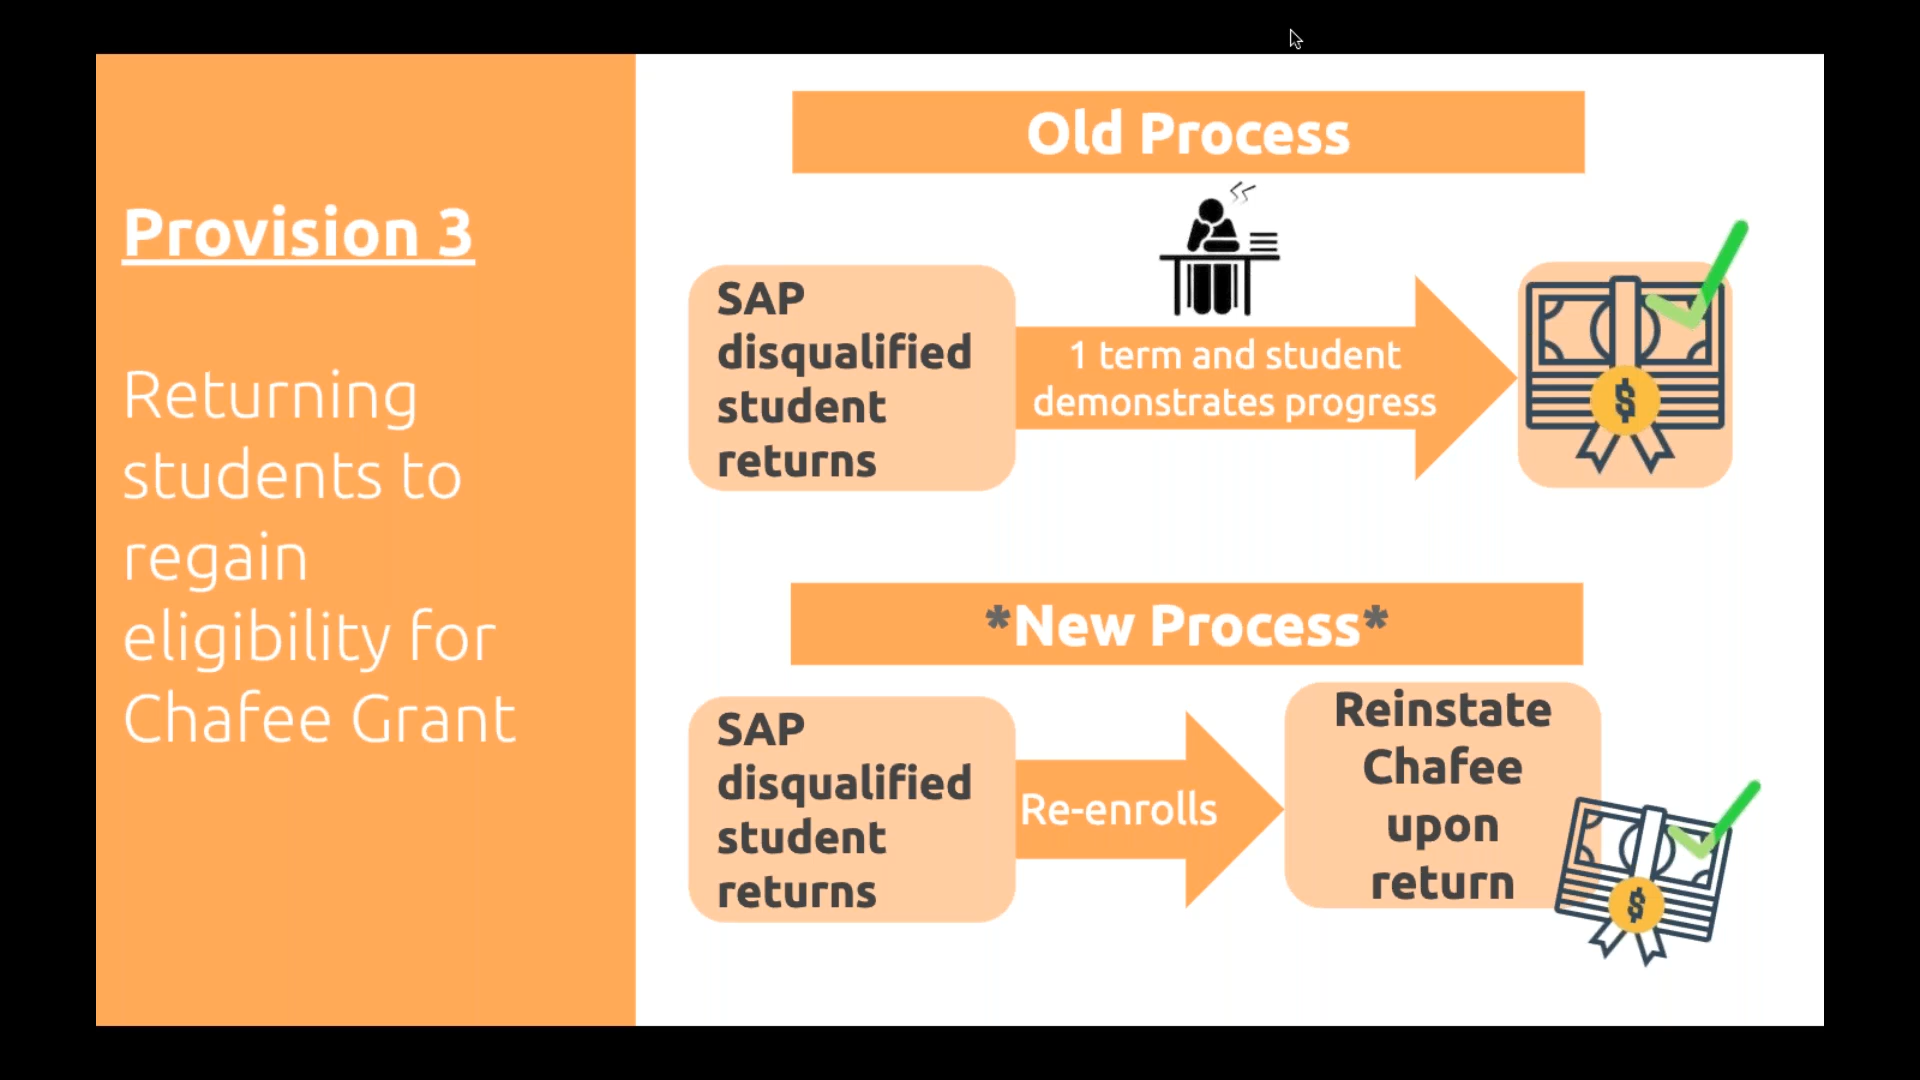 Provision 3
Returning
students to
regain
eligibility for
Chafee Grant
Old Process
SAP
disqualified
student
returns
1 term and student
demonstrates progress
$
*New Process*
SAP
disqualified
student
returns
Re-enrolls
Reinstate
Chafee
upon
return
$